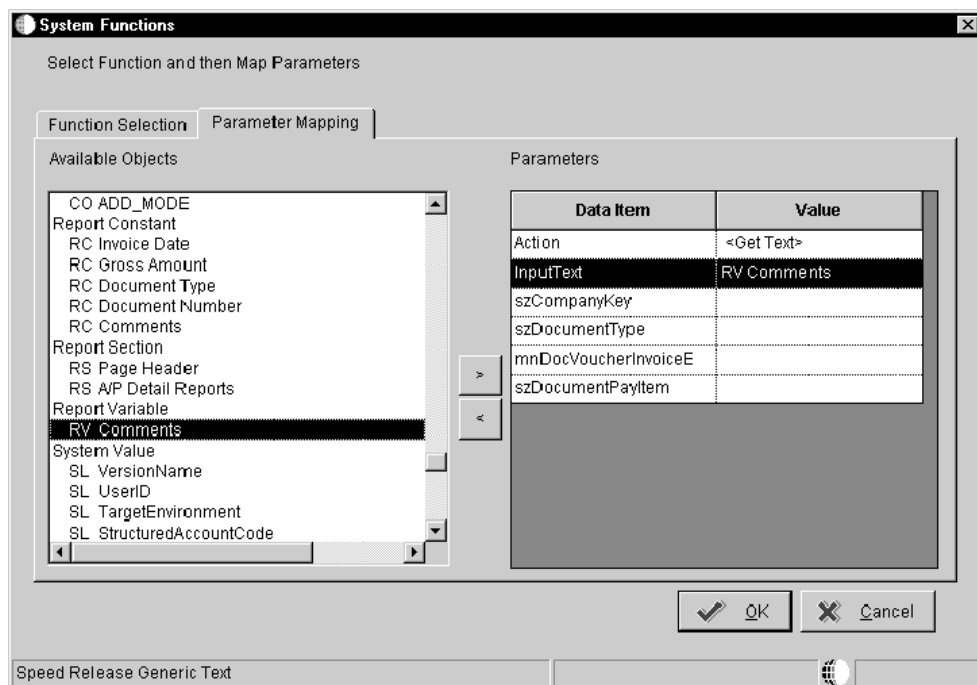 System Functions
Select Function and then Map Parameters
Function Selection
Parameter Mapping
Available Objects
CO ADD_MODE
Report Constant
RC Invoice Date
RC Gross Amount
RC Document Type
RC Document Number
RC Comments
Report Section
RS Page Header
RS A/P Detail Reports
Report Variable
RV Comments
System Value
SL VersionName
SL UserID
SL TargetEnvironment
SL StructuredAccountCode
>
<
Parameters
Data Item Value
Action <Get Text>
InputText RV Comments
szCompanyKey
szDocumentType
mnDocVoucherInvoiceE
szDocumentPayItem
OK
Cancel
Speed Release Generic Text